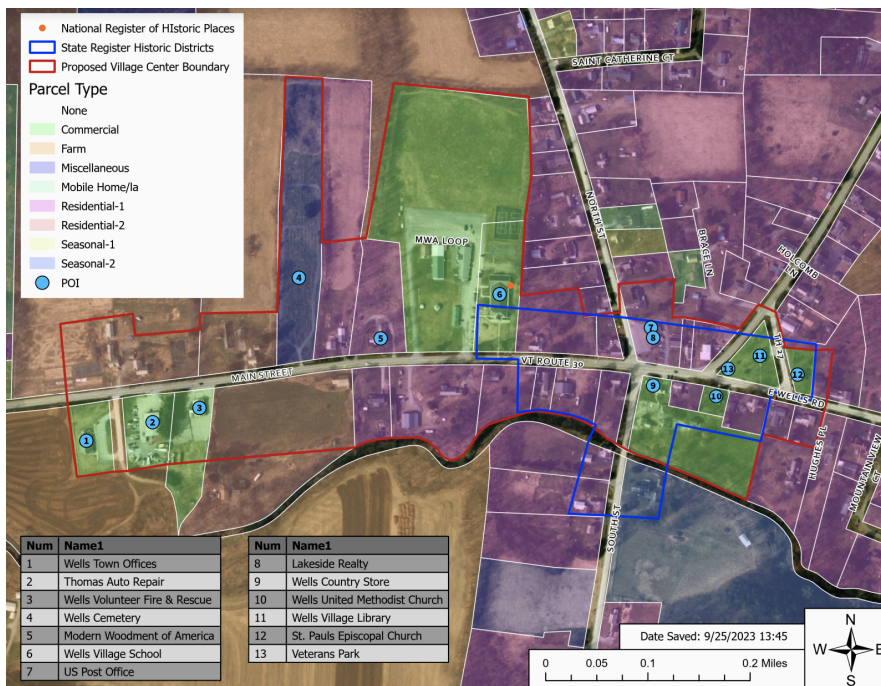 National Register of HIstoric Places
State Register Historic Districts
Proposed Village Center Boundary
Parcel Type
None
Commercial
Farm
Miscellaneous
Mobile Home/la
Residential-1
Residential-2
Seasonal-1
Seasonal-2
POI
SAINT CATHERINE CT
NORTH ST
BRACE LN
HOLCOMB LN
MWA LOOP
TH 27
VT ROUTE 30
MAIN STREET
E WELLS RD
HUGHES PL
MOUNTAIN VIEW CT
SOUTH ST
4
6
5
7
8
11
13
12
9
10
3
2
1
Num Name1
1 Wells Town Offices
2 Thomas Auto Repair
3 Wells Volunteer Fire & Rescue
4 Wells Cemetery
5 Modern Woodment of America
6 Wells Village School
7 US Post Office
Num Name1
8 Lakeside Realty
9 Wells Country Store
10 Wells United Methodist Church
11 Wells Village Library
12 St. Pauls Episcopal Church
13 Veterans Park
Date Saved: 9/25/2023 13:45
0 0.05 0.1 0.2 Miles
N
W E
S